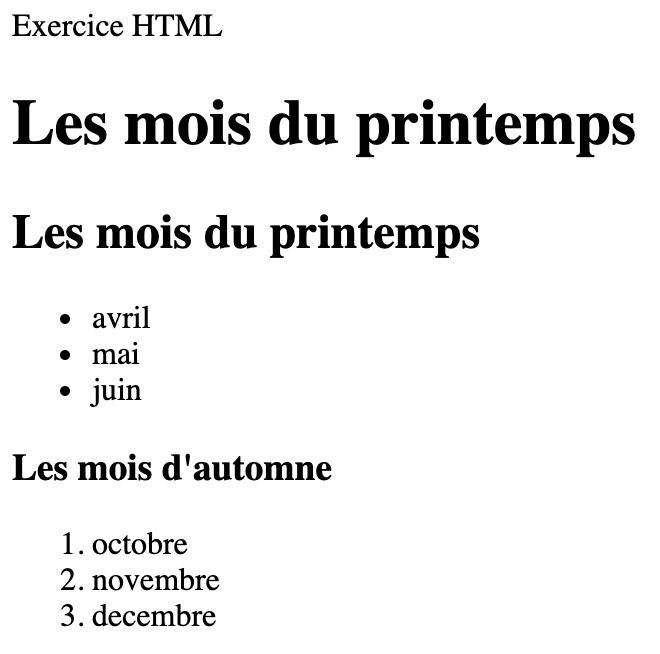 Exercice HTML
Les mois du printemps
Les mois du printemps
• avril
• mai
• juin
Les mois d'automne
1. octobre
2. novembre
3. decembre